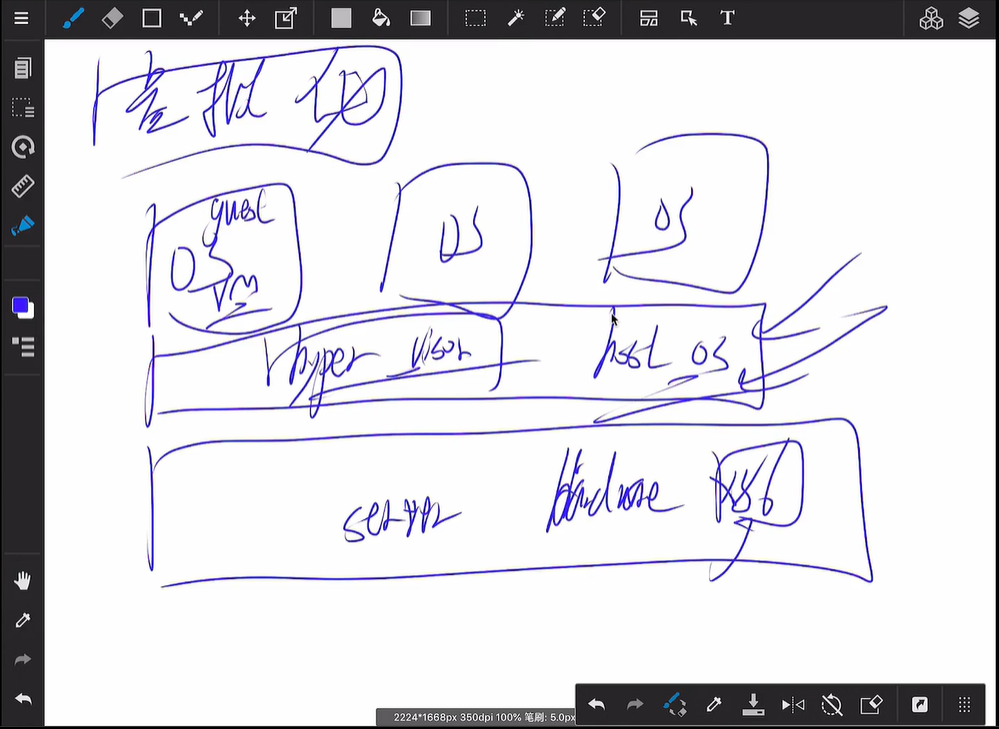 虚拟化
guest
OS
VM
OS
OS
hyper visor
host OS
server
hardware
x86
T
2224*1668px 350dpi 100% 笔刷: 5.0px